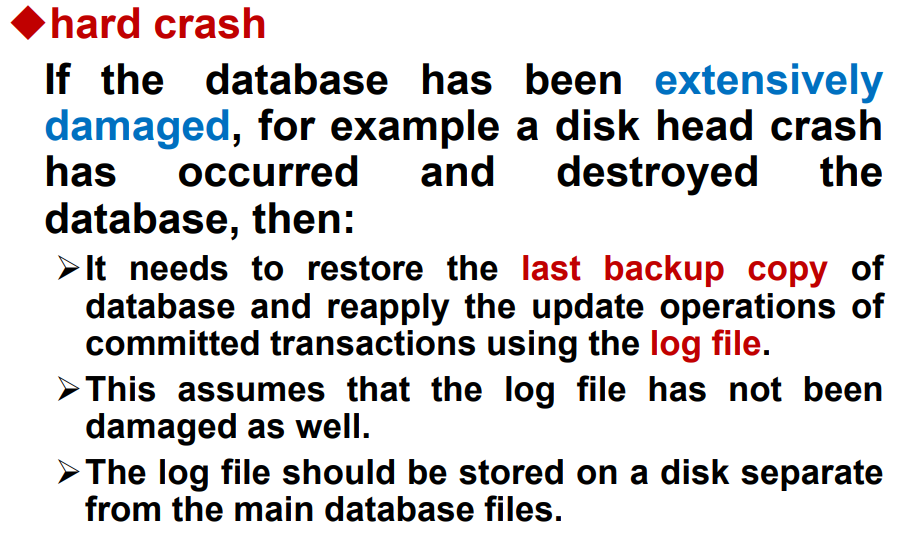 ◆hard crash
If the database has been extensively
damaged, for example a disk head crash
has occurred and destroyed the
database, then:
➢It needs to restore the last backup copy of
database and reapply the update operations of
committed transactions using the log file.
➢This assumes that the log file has not been
damaged as well.
➢The log file should be stored on a disk separate
from the main database files.